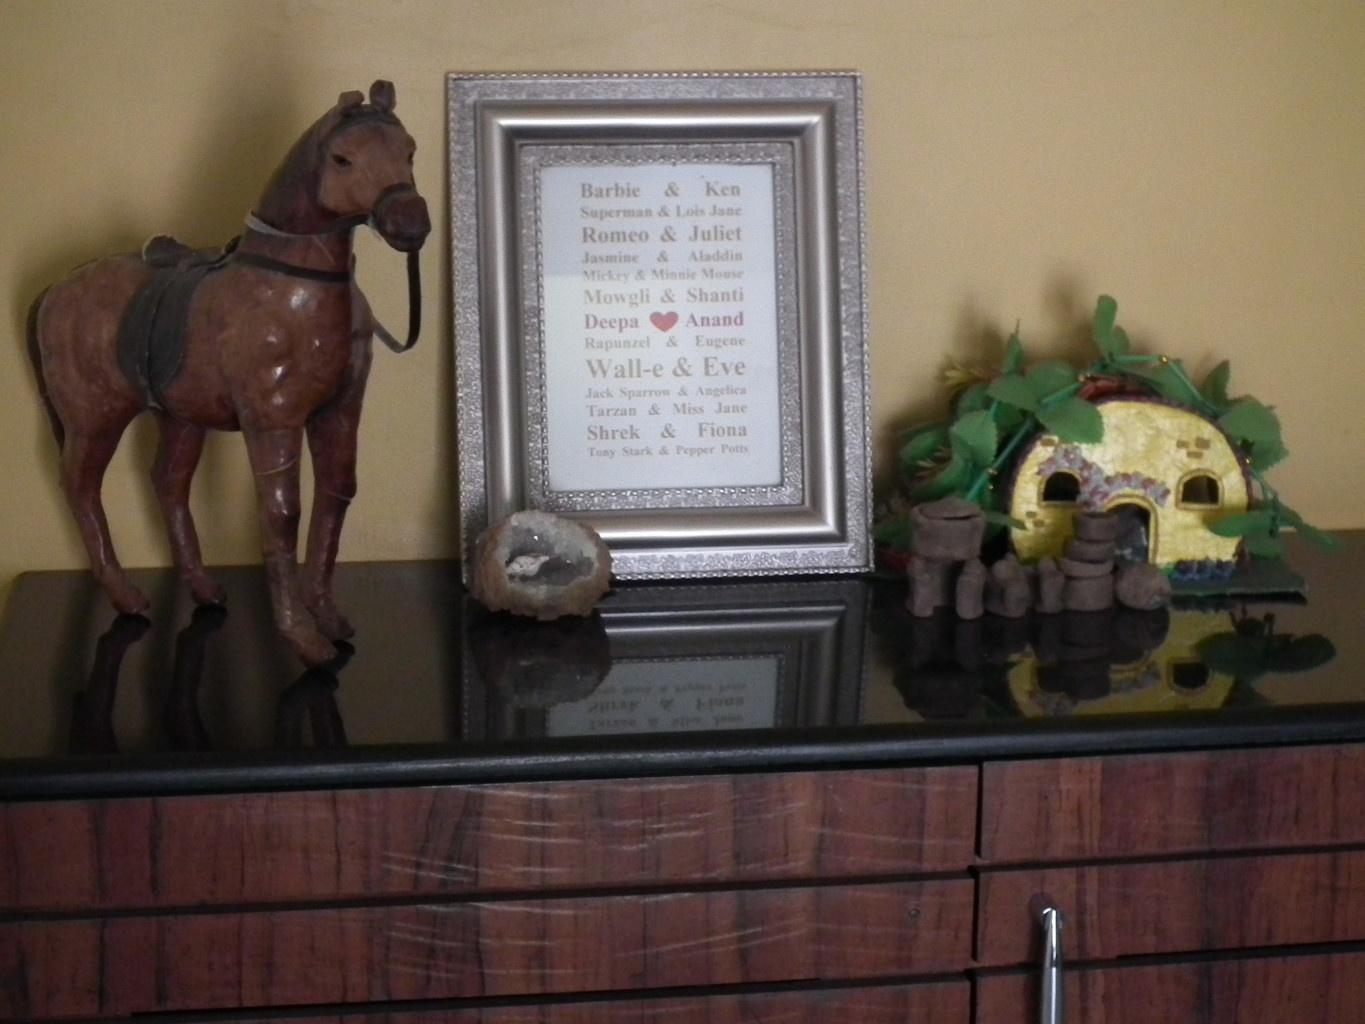 Barbie & Ken
Superman & Lois Jane
Romeo & Juliet
Jasmine & Aladdin
Mickey & Minnie Mouse
Mowgli & Shanti
Deepa Anand
Rapunzel & Eugene
Wall-e & Eve
Jack Sparrow & Angelica
Tarzan & Miss Jane
Shrek & Fiona
Tony Stark & Pepper Potts